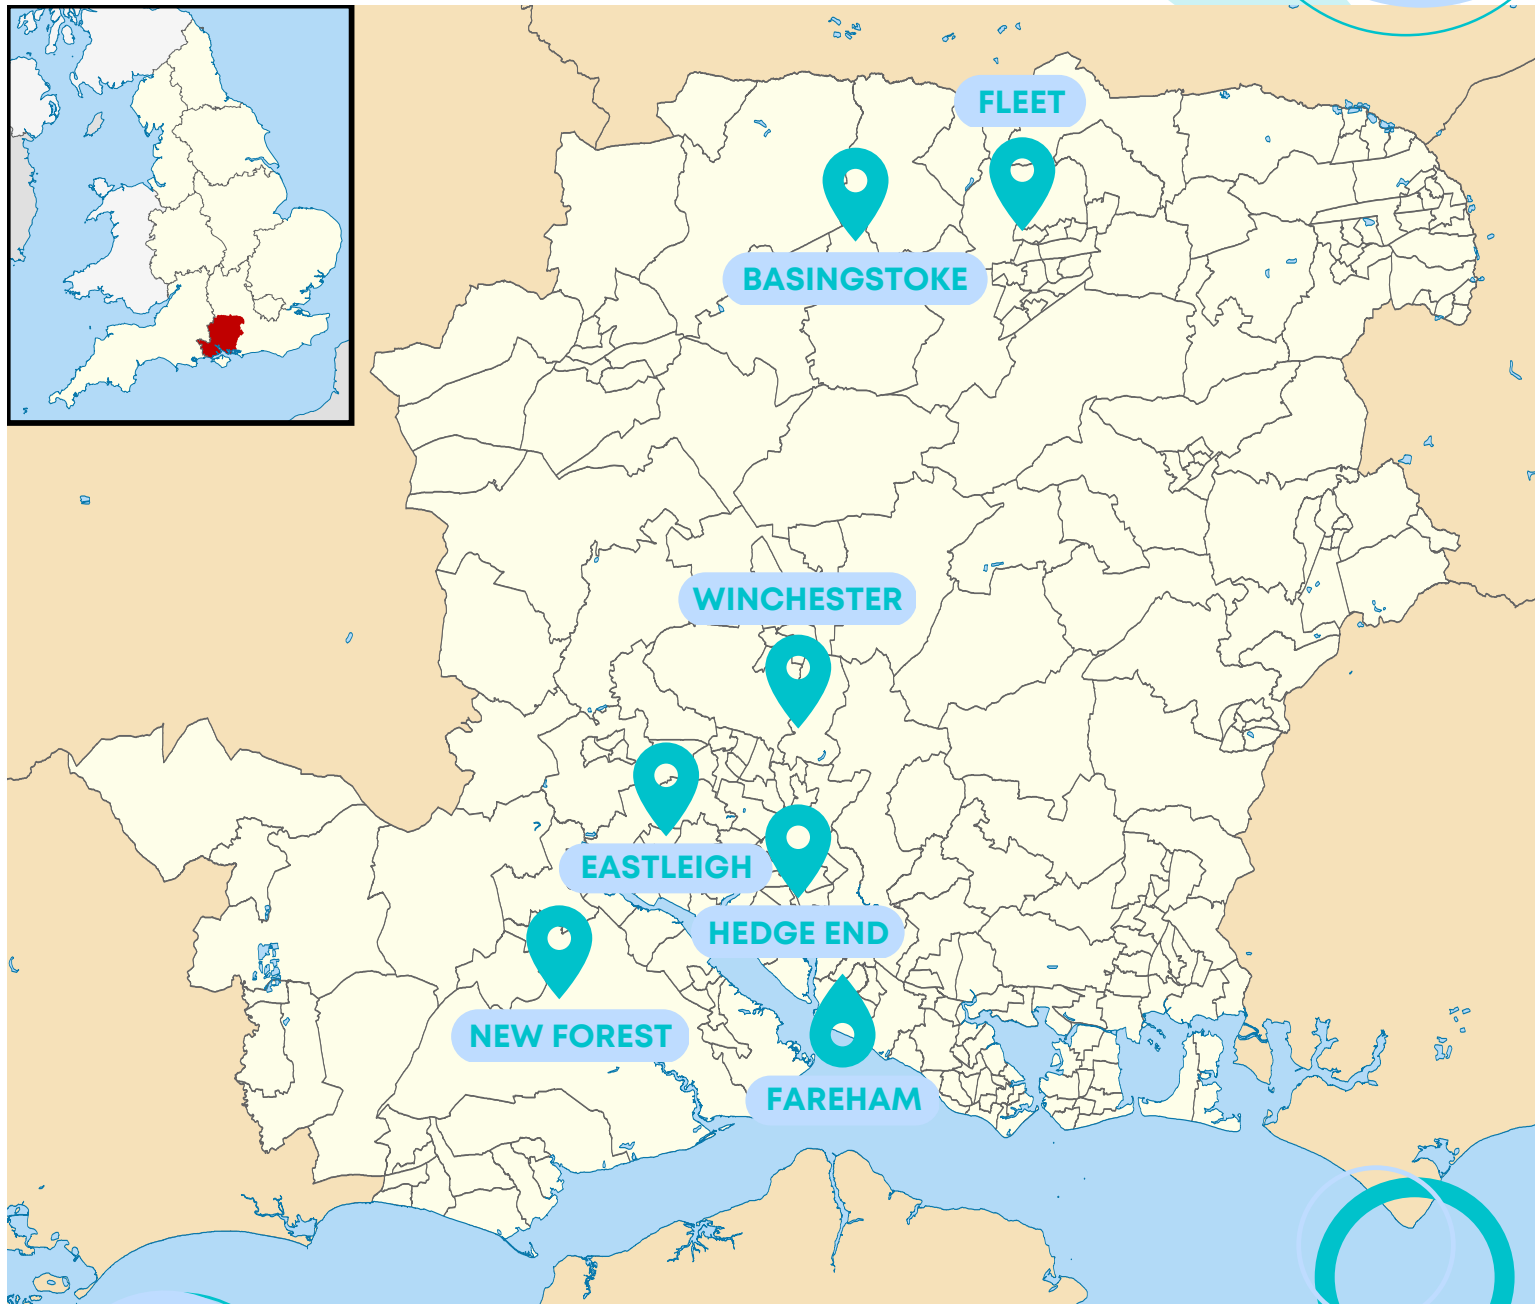 FLEET
BASINGSTOKE
WINCHESTER
EASTLEIGH
HEDGE END
NEW FOREST
FAREHAM